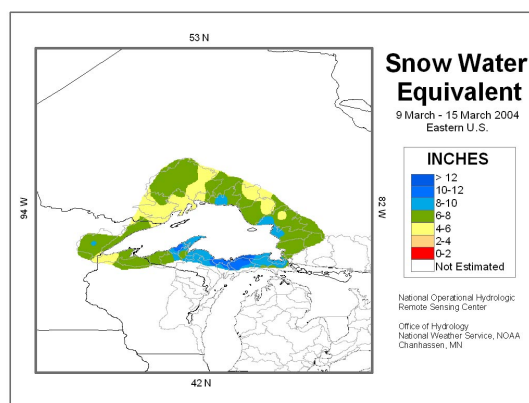 53 N
94 W
82 W
42 N
Snow Water
Equivalent
9 March - 15 March 2004
Eastern U.S.
INCHES
> 12
10-12
8-10
6-8
4-6
2-4
0-2
Not Estimated
National Operational Hydrologic
Remote Sensing Center
Office of Hydrology
National Weather Service, NOAA
Chanhassen, MN